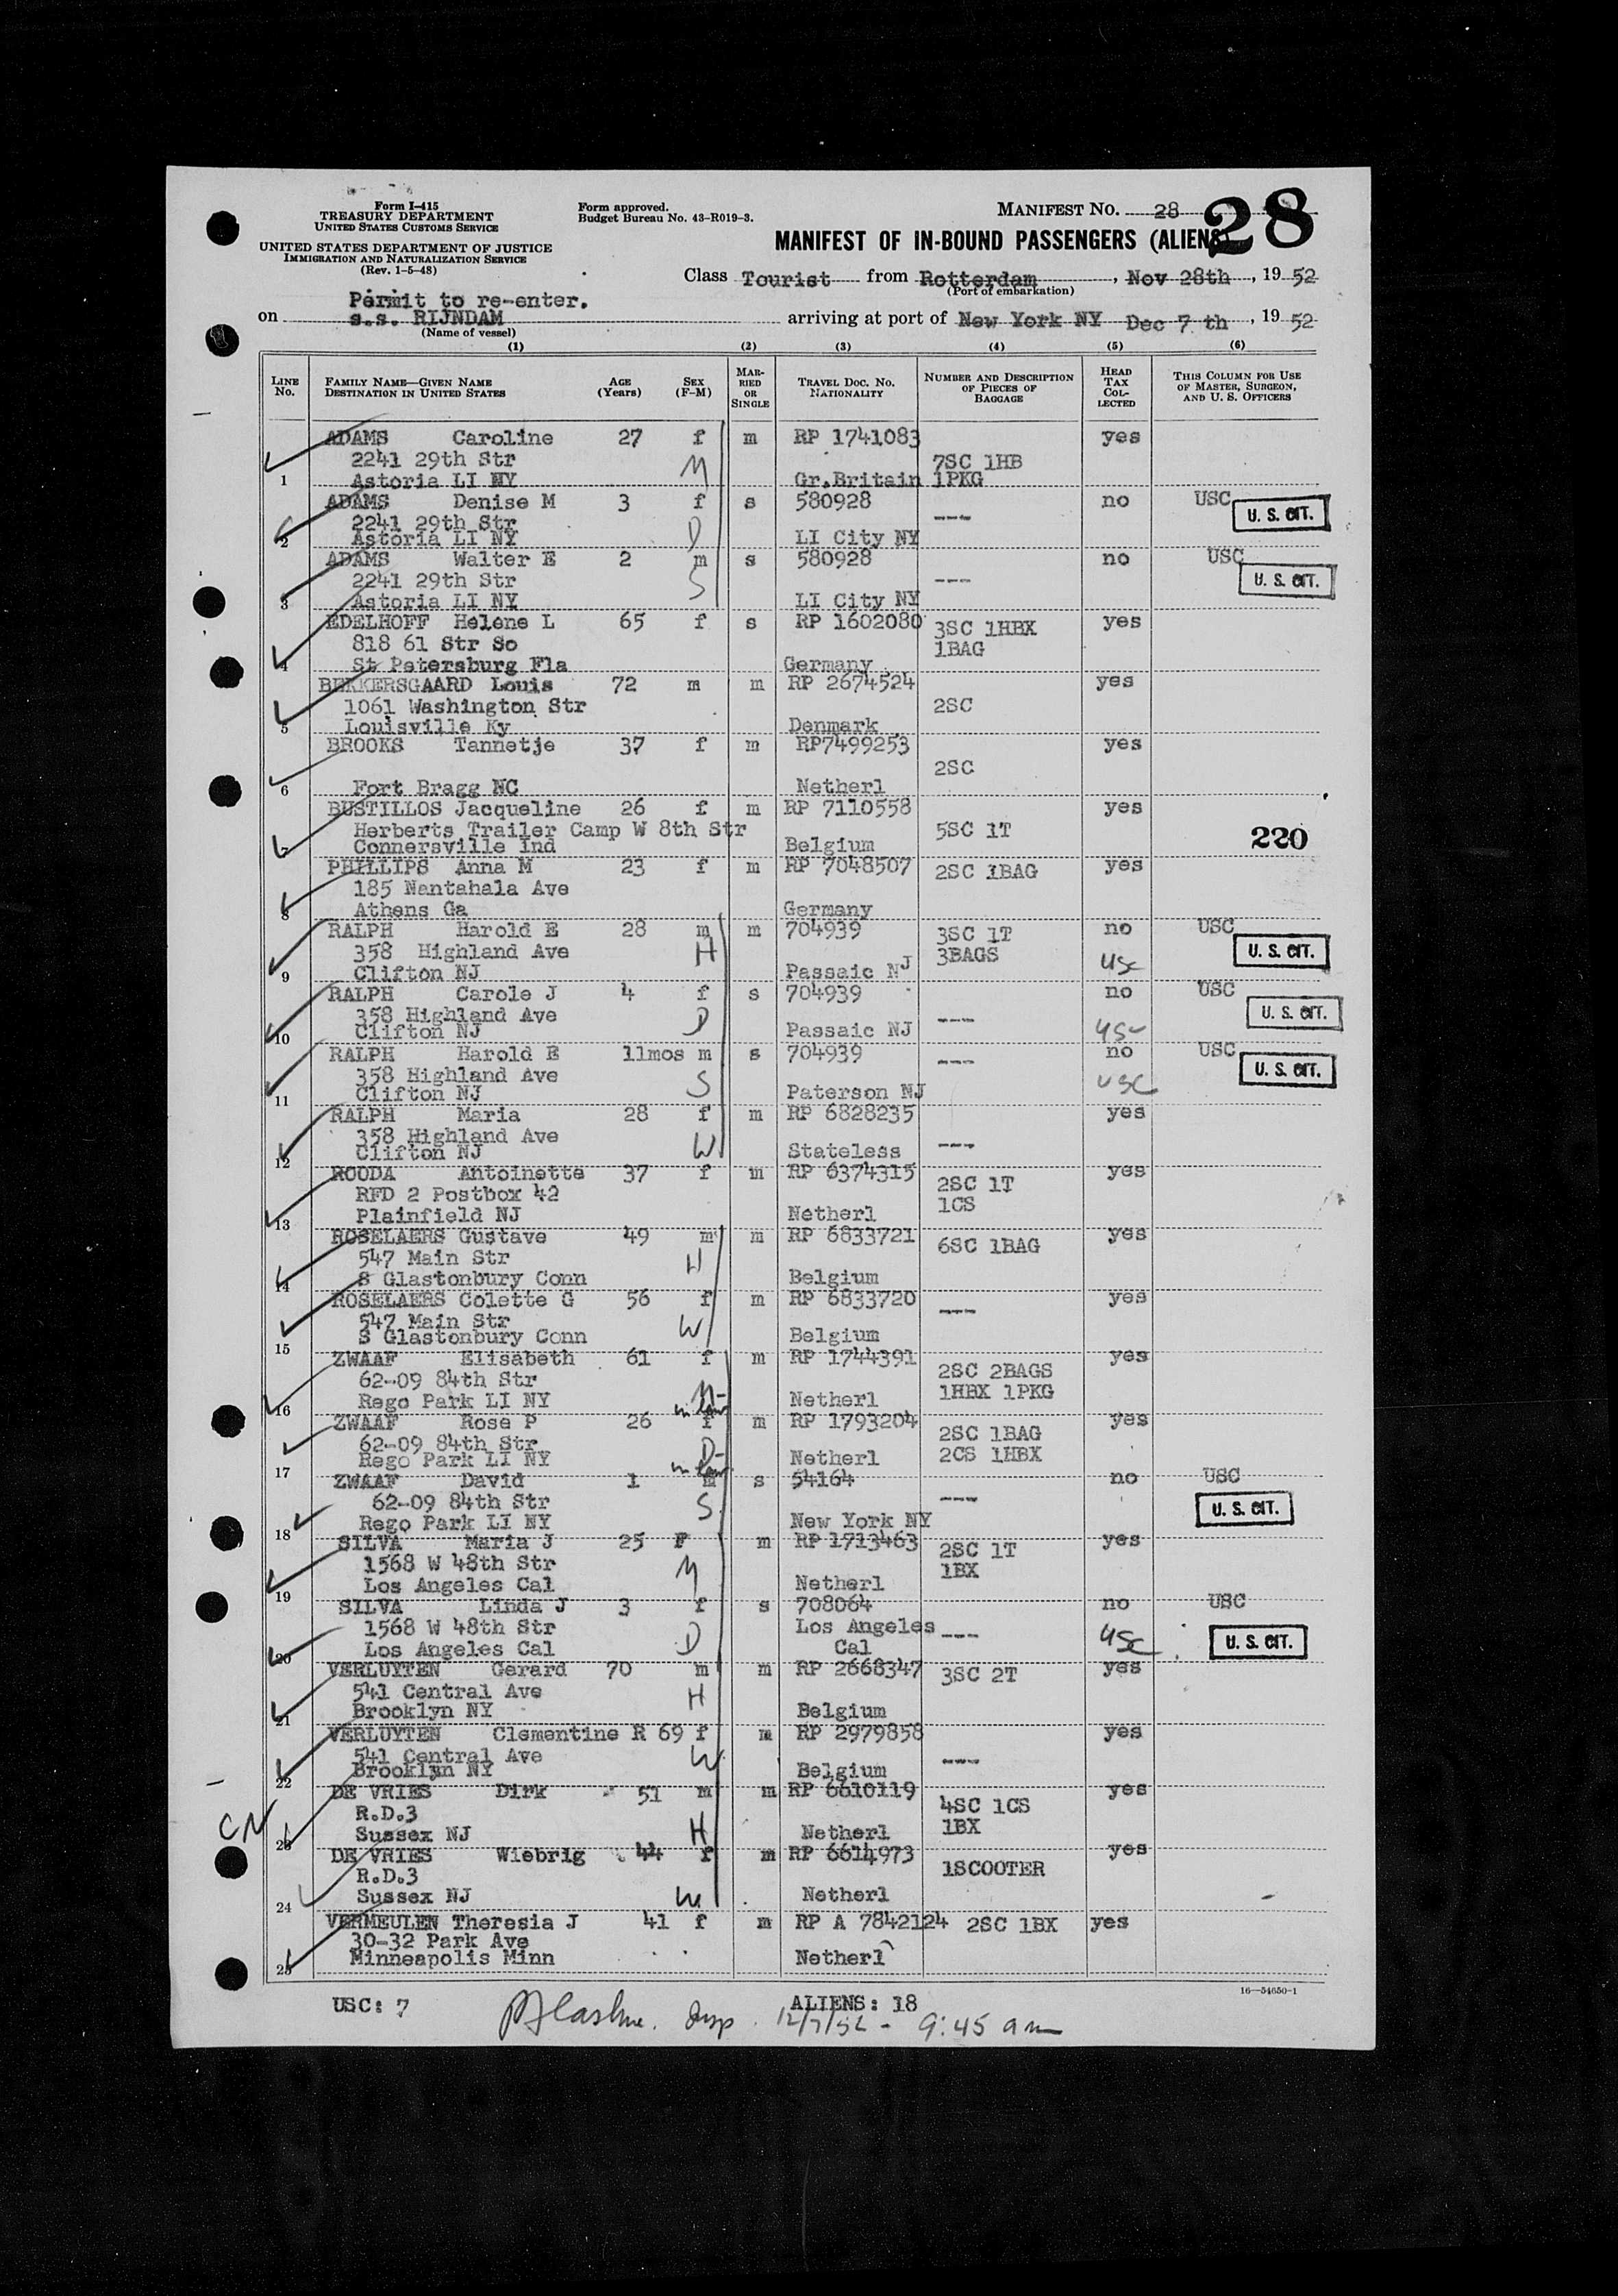 Form I-415
TREASURY DEPARTMENT
UNITED STATES CUSTOMS SERVICE
UNITED STATES DEPARTMENT OF JUSTICE
IMMIGRATION AND NATURALIZATION SERVICE
(Rev. 1-5-48)
Form approved.
Budget Bureau No. 43-R019-3.
MANIFEST NO. 28
28
MANIFEST OF IN-BOUND PASSENGERS (ALIENS)
Class Tourist from Rotterdam, Nov 28th, 19 52
(Port of embarkation)
Permit to re-enter.
on s.s. RIJNDAM arriving at port of New York NY Dec 7 th, 19 52
(Name of vessel)
(1) (2) (3) (4) (5) (6)
LINE NO. FAMILY NAME—GIVEN NAME DESTINATION IN UNITED STATES AGE (Years) SEX (F-M) MARRIED OR SINGLE TRAVEL DOC. NO. NATIONALITY NUMBER AND DESCRIPTION OF PIECES OF BAGGAGE HEAD TAX COLLECTED THIS COLUMN FOR USE OF MASTER, SURGEON, AND U. S. OFFICERS
ADAMS Caroline 27 f m RP 1741083 yes
2241 29th Str M 7SC 1HB
1 Astoria LI NY Gr.Britain 1PKG
ADAMS Denise M 3 f s 580928 no USC U. S. CIT.
2241 29th Str D ---
2 Astoria LI NY LI City NY
ADAMS Walter E 2 m s 580928 no USC
2241 29th Str S --- U. S. CIT.
3 Astoria LI NY LI City NY
EDELHOFF Helene L 65 f s RP 1602080 3SC 1HBX yes
818 61 Str So 1BAG
4 St Petersburg Fla Germany
BEKKERSGAARD Louis 72 m m RP 2674524 yes
1061 Washington Str 2SC
5 Louisville Ky Denmark
BROOKS Tannetje 37 f m RP7499253 yes
2SC
6 Fort Bragg NC Netherl
BUSTILLOS Jacqueline 26 f m RP 7110558 yes
Herberts Trailer Camp W 8th Str 5SC 1T
7 Connersville Ind Belgium 220
PHILLIPS Anna M 23 f m RP 7048507 2SC 1BAG yes
185 Nantahala Ave
8 Athens Ga Germany
RALPH Harold E 28 m m 704939 3SC 1T no USC
358 Highland Ave H 3BAGS usc U. S. CIT.
9 Clifton NJ Passaic NJ
RALPH Carole J 4 f s 704939 no USC
358 Highland Ave D --- U. S. CIT.
10 Clifton NJ Passaic NJ usc
RALPH Harold E 11mos m s 704939 --- no USC
358 Highland Ave S usc U. S. CIT.
11 Clifton NJ Paterson NJ
RALPH Maria 28 f m RP 6828235 yes
358 Highland Ave W ---
12 Clifton NJ Stateless
ROODA Antoinette 37 f m RP 6374315 2SC 1T yes
RFD 2 Postbox 42 1CS
13 Plainfield NJ Netherl
ROSELAERS Gustave 49 m m RP 6833721 6SC 1BAG yes
547 Main Str H
14 S Glastonbury Conn Belgium
ROSELAERS Colette G 56 f m RP 6833720 --- yes
547 Main Str W
15 S Glastonbury Conn Belgium
ZWAAF Elisabeth 61 f m RP 1744391 2SC 2BAGS yes
62-09 84th Str M- 1HBX 1PKG
16 Rego Park LI NY in law Netherl
ZWAAF Rose P 26 f m RP 1793204 2SC 1BAG yes
62-09 84th Str D- 2CS 1HBX
17 Rego Park LI NY in law Netherl
ZWAAF David 1 m s 54164 no USC
62-09 84th Str S --- U. S. CIT.
18 Rego Park LI NY New York NY
SILVA Maria J 25 F m RP 1713463 2SC 1T yes
1568 W 48th Str M 1BX
19 Los Angeles Cal Netherl
SILVA Linda J 3 f s 708064 no USC
1568 W 48th Str D Los Angeles --- usc U. S. CIT.
20 Los Angeles Cal Cal
VERLUYTEN Gerard 70 m m RP 2668347 3SC 2T yes
541 Central Ave H
21 Brooklyn NY Belgium
VERLUYTEN Clementine R 69 f m RP 2979858 yes
541 Central Ave W ---
22 Brooklyn NY Belgium
DE VRIES Dirk 51 m m RP 6610119 yes
R.D.3 4SC 1CS
CN 23 Sussex NJ H Netherl 1BX
DE VRIES Wiebrig 44 f m RP 6614973 yes
R.D.3 1SCOOTER
24 Sussex NJ W. Netherl
VERMEULEN Theresia J 41 f m RP A 7842124 2SC 1BX yes
30-32 Park Ave
25 Minneapolis Minn Netherl
16—54650-1
USC: 7 ALIENS: 18
Insp. 12/7/52 - 9:45 am